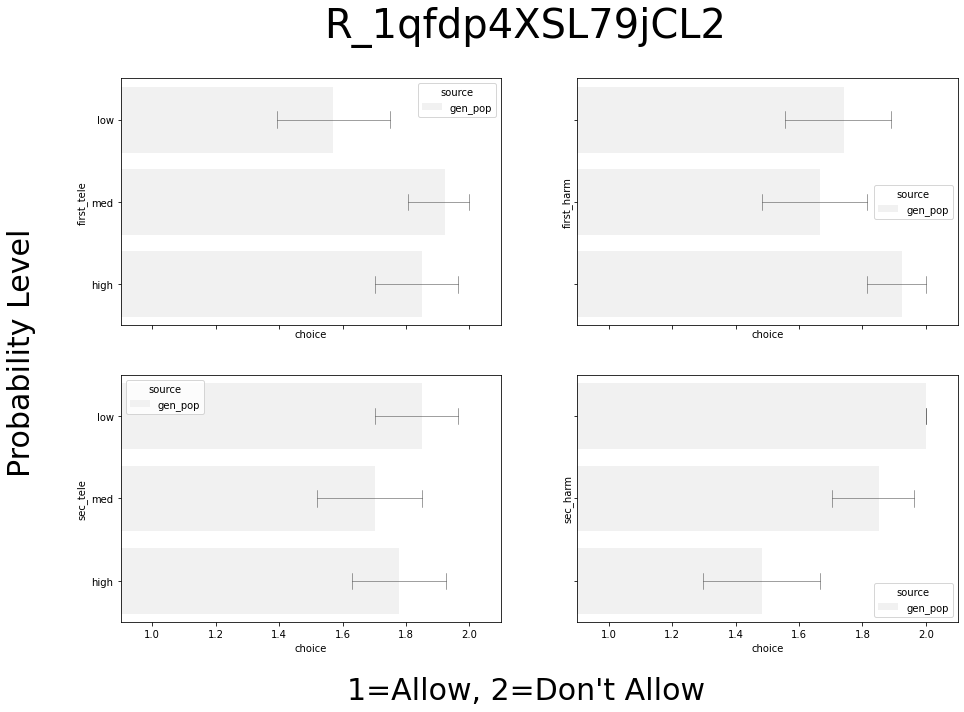 R_1qfdp4XSL79jCL2
Probability Level
first_tele
low
med
high
source
gen_pop
choice
first_harm
source
gen_pop
choice
sec_tele
low
med
high
source
gen_pop
1.0 1.2 1.4 1.6 1.8 2.0
choice
sec_harm
source
gen_pop
1.0 1.2 1.4 1.6 1.8 2.0
choice
1=Allow, 2=Don't Allow